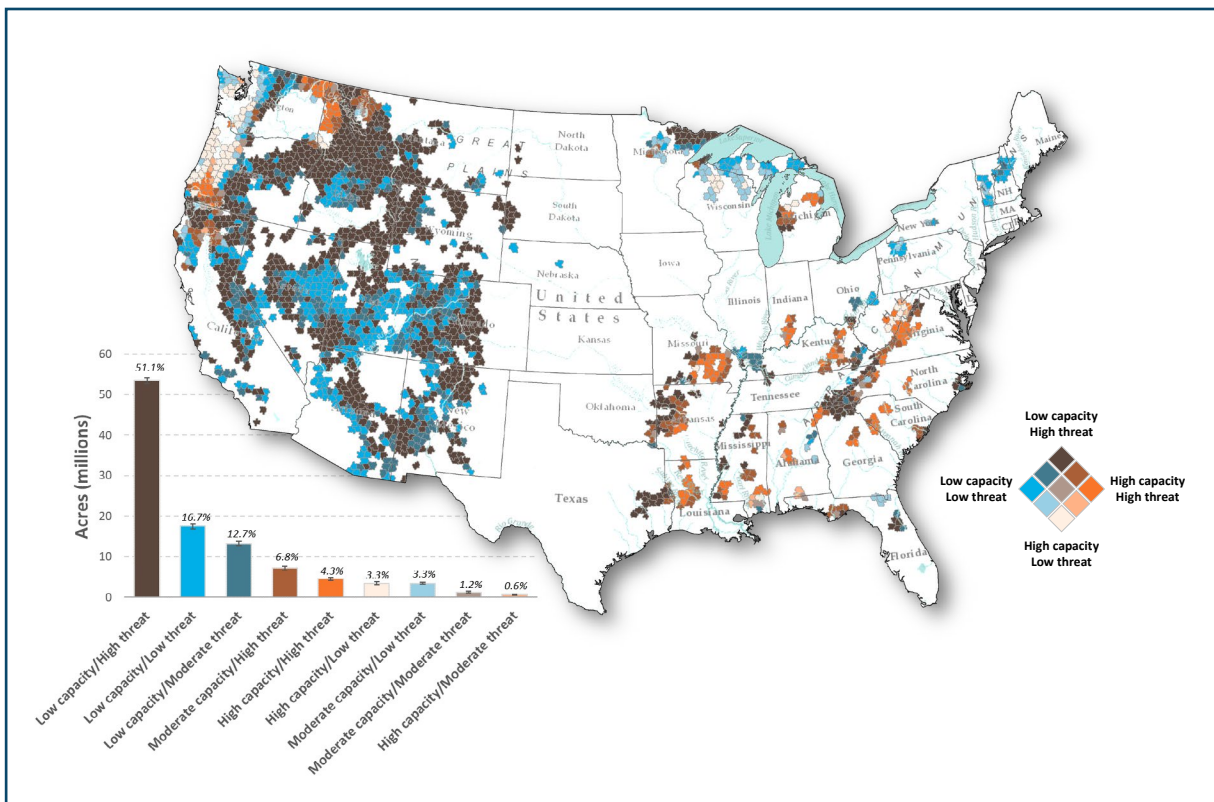 North
Dakota
GREAT
PLAINS
South
Dakota
Wisconsin
New York
Maine
NH
MA
Pennsylvania
Nebraska
Iowa
Illinois
Indiana
Ohio
United
States
Kansas
Missouri
Tennessee
North
Carolina
South
Carolina
Oklahoma
Mississippi
Alabama
Georgia
Texas
Louisiana
Florida
60
50
40
30
20
10
0
Acres (millions)
51.1%
16.7%
12.7%
6.8%
4.3%
3.3%
3.3%
1.2%
0.6%
Low capacity/High threat
Low capacity/Low threat
Low capacity/Moderate threat
Moderate capacity/High threat
High capacity/High threat
High capacity/Low threat
Moderate capacity/Low threat
Moderate capacity/Moderate threat
High capacity/Moderate threat
Low capacity
High threat
Low capacity
Low threat
High capacity
High threat
High capacity
Low threat